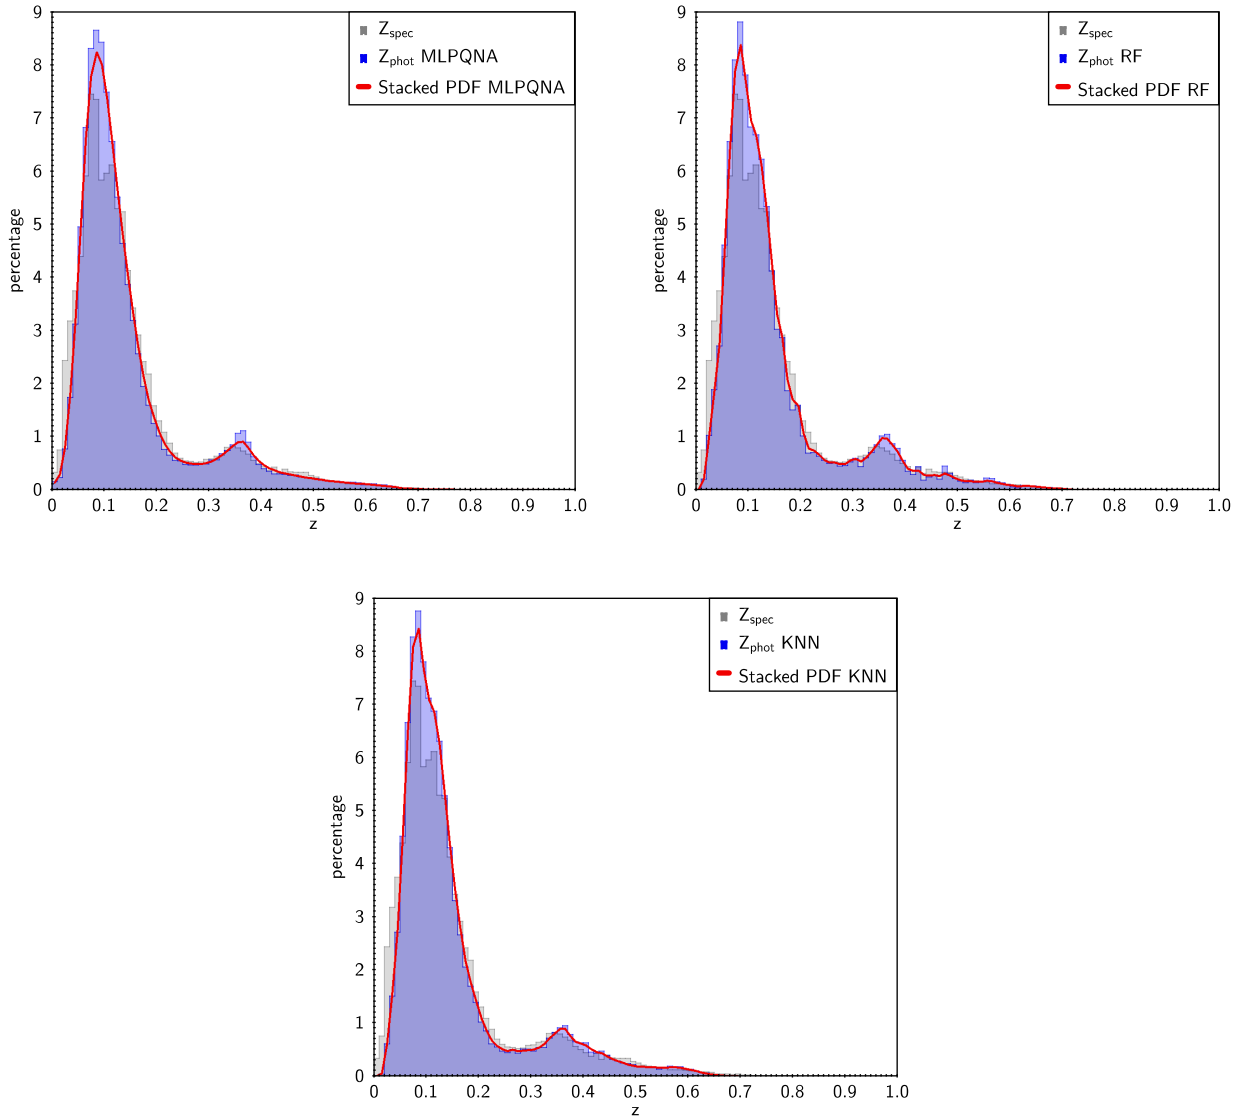 9
8
7
6
5
4
3
2
1
0
percentage
0 0.1 0.2 0.3 0.4 0.5 0.6 0.7 0.8 0.9 1.0
z
Zspec
Zphot MLPQNA
Stacked PDF MLPQNA
9
8
7
6
5
4
3
2
1
0
percentage
0 0.1 0.2 0.3 0.4 0.5 0.6 0.7 0.8 0.9 1.0
z
Zspec
Zphot RF
Stacked PDF RF
9
8
7
6
5
4
3
2
1
0
percentage
0 0.1 0.2 0.3 0.4 0.5 0.6 0.7 0.8 0.9 1.0
z
Zspec
Zphot KNN
Stacked PDF KNN